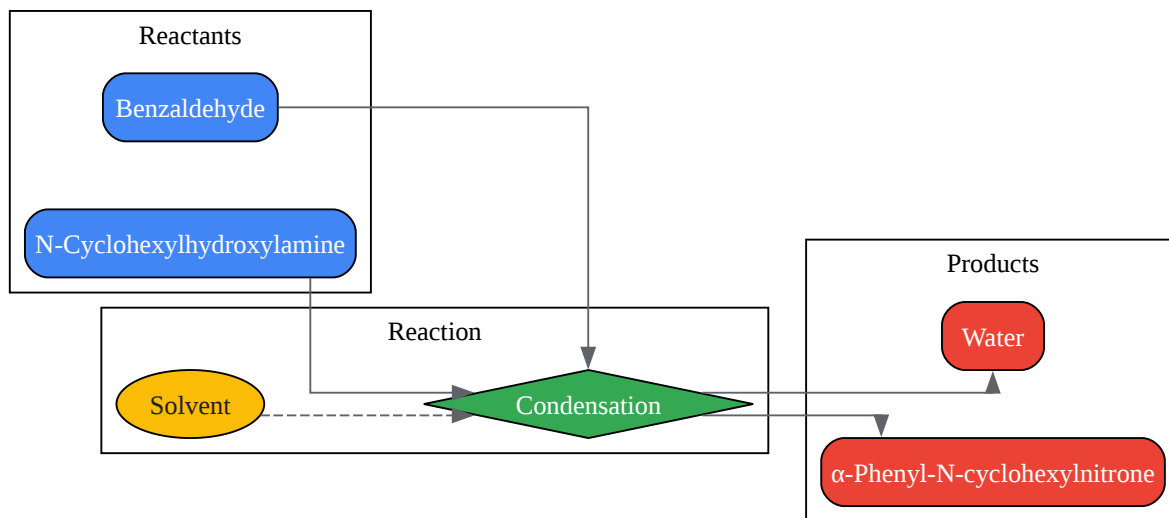 Reactants
Benzaldehyde
N-Cyclohexylhydroxylamine
Reaction
Solvent
Condensation
Products
Water
α-Phenyl-N-cyclohexylnitrone